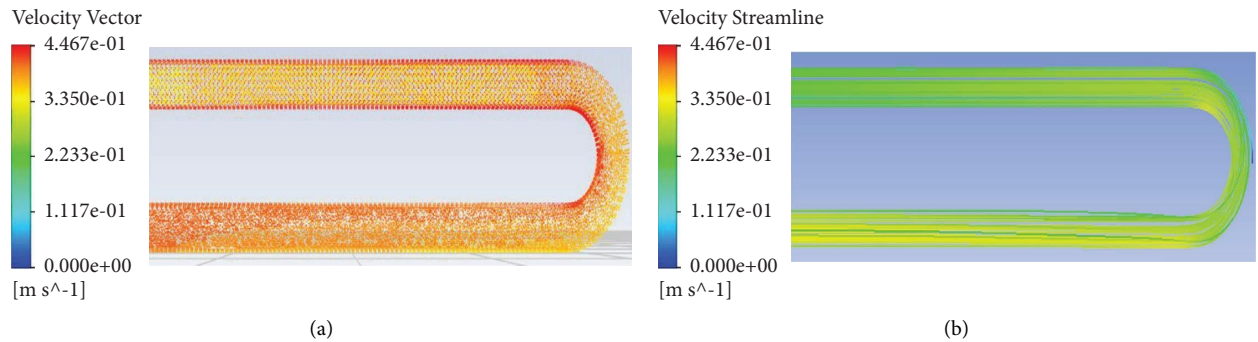 Velocity Vector
4.467e-01
3.350e-01
2.233e-01
1.117e-01
0.000e+00
[m s^-1]
(a)
Velocity Streamline
4.467e-01
3.350e-01
2.233e-01
1.117e-01
0.000e+00
[m s^-1]
(b)